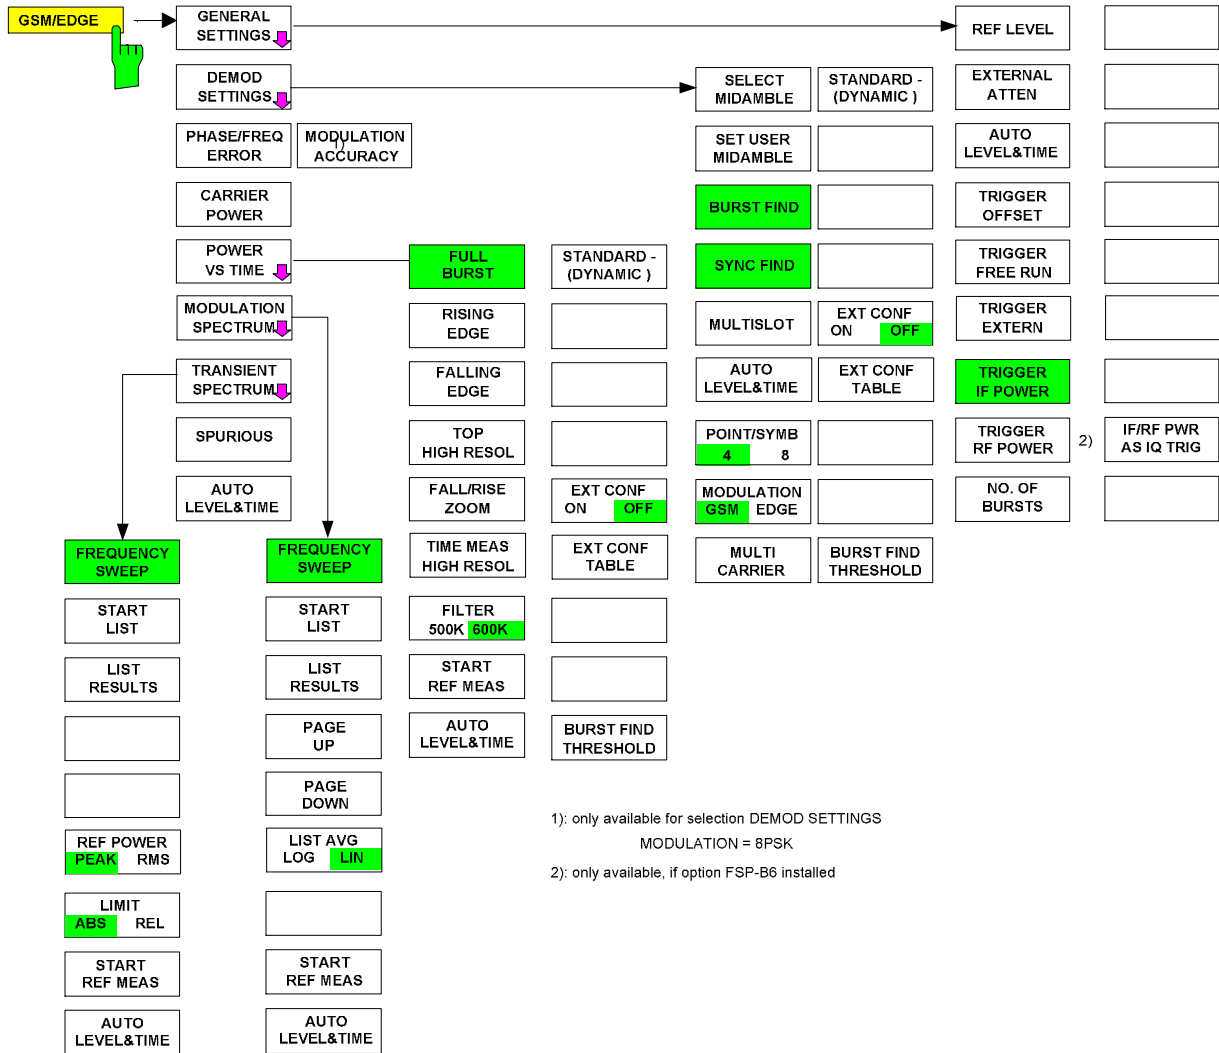 GSM/EDGE
GENERAL
SETTINGS
DEMOD
SETTINGS
PHASE/FREQ
ERROR
MODULATION
1)
ACCURACY
CARRIER
POWER
POWER
VS TIME
MODULATION
SPECTRUM
TRANSIENT
SPECTRUM
SPURIOUS
AUTO
LEVEL&TIME
FREQUENCY
SWEEP
START
LIST
LIST
RESULTS
REF POWER
PEAK RMS
LIMIT
ABS REL
START
REF MEAS
AUTO
LEVEL&TIME
FREQUENCY
SWEEP
START
LIST
LIST
RESULTS
PAGE
UP
PAGE
DOWN
LIST AVG
LOG LIN
START
REF MEAS
AUTO
LEVEL&TIME
FULL
BURST
RISING
EDGE
FALLING
EDGE
TOP
HIGH RESOL
FALL/RISE
ZOOM
TIME MEAS
HIGH RESOL
FILTER
500K 600K
START
REF MEAS
AUTO
LEVEL&TIME
STANDARD -
(DYNAMIC )
EXT CONF
ON OFF
EXT CONF
TABLE
BURST FIND
THRESHOLD
SELECT
MIDAMBLE
SET USER
MIDAMBLE
BURST FIND
SYNC FIND
MULTISLOT
AUTO
LEVEL&TIME
POINT/SYMB
4 8
MODULATION
GSM EDGE
MULTI
CARRIER
STANDARD -
(DYNAMIC )
EXT CONF
ON OFF
EXT CONF
TABLE
BURST FIND
THRESHOLD
REF LEVEL
EXTERNAL
ATTEN
AUTO
LEVEL&TIME
TRIGGER
OFFSET
TRIGGER
FREE RUN
TRIGGER
EXTERN
TRIGGER
IF POWER
TRIGGER
RF POWER
2)
IF/RF PWR
AS IQ TRIG
NO. OF
BURSTS
1): only available for selection DEMOD SETTINGS
MODULATION = 8PSK
2): only available, if option FSP-B6 installed